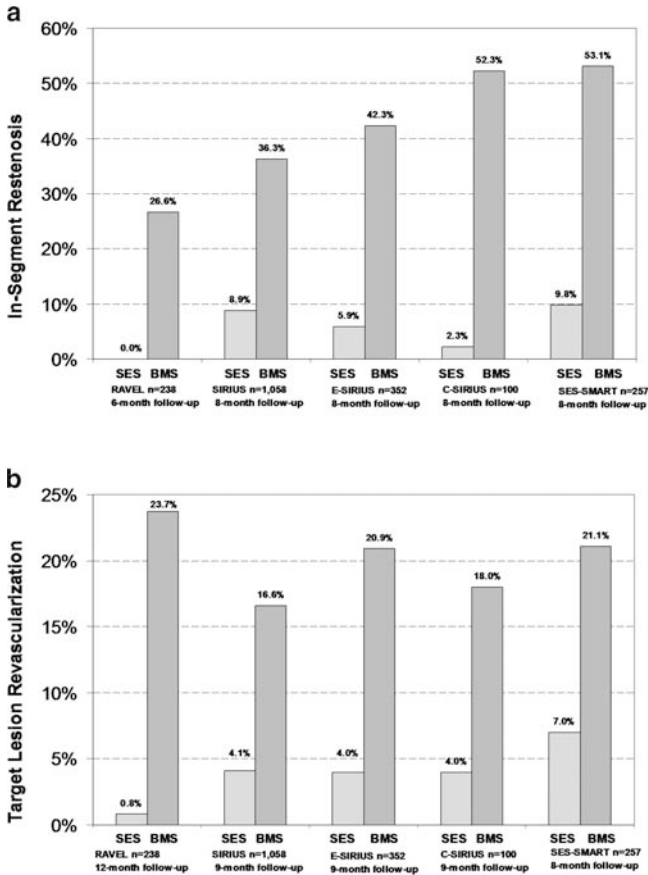 a
In-Segment Restenosis
60%
50%
40%
30%
20%
10%
0%
0.0%
26.6%
8.9%
36.3%
5.9%
42.3%
2.3%
52.3%
9.8%
53.1%
SES BMS
RAVEL n=238
6-month follow-up
SES BMS
SIRIUS n=1,058
8-month follow-up
SES BMS
E-SIRIUS n=352
8-month follow-up
SES BMS
C-SIRIUS n=100
8-month follow-up
SES BMS
SES-SMART n=257
8-month follow-up
b
Target Lesion Revascularization
25%
20%
15%
10%
5%
0%
0.8%
23.7%
4.1%
16.6%
4.0%
20.9%
4.0%
18.0%
7.0%
21.1%
SES BMS
RAVEL n=238
12-month follow-up
SES BMS
SIRIUS n=1,058
9-month follow-up
SES BMS
E-SIRIUS n=352
9-month follow-up
SES BMS
C-SIRIUS n=100
9-month follow-up
SES BMS
SES-SMART n=257
8-month follow-up